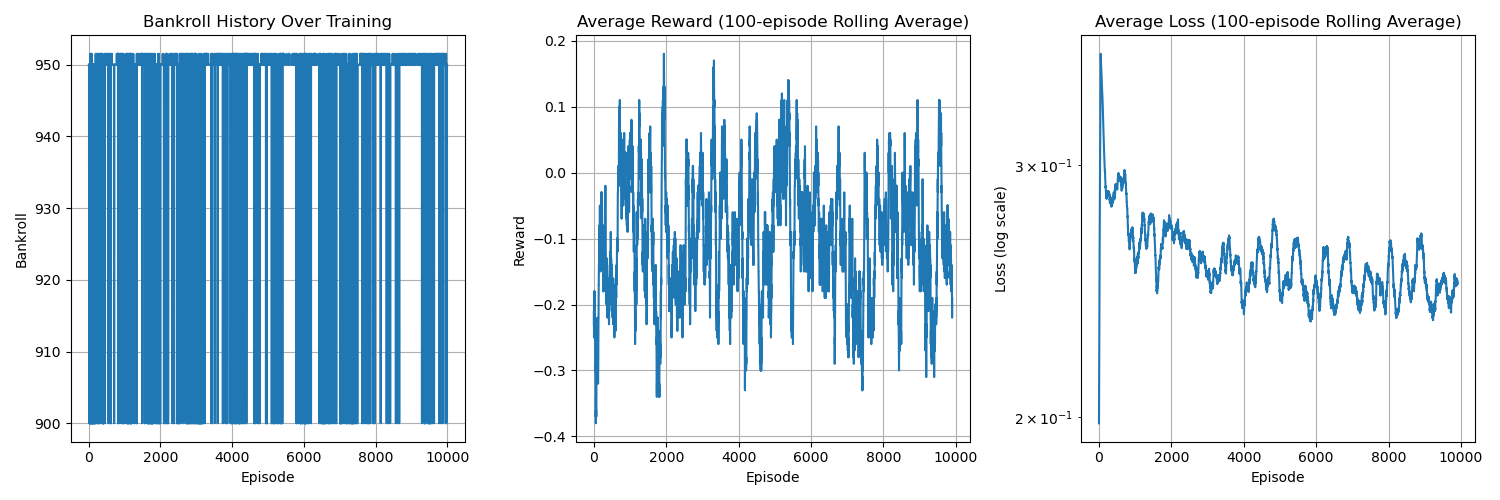 Bankroll History Over Training
950
940
930
920
910
900
Bankroll
0
2000
4000
6000
8000
10000
Episode
Average Reward (100-episode Rolling Average)
0.2
0.1
0.0
−0.1
−0.2
−0.3
−0.4
Reward
0
2000
4000
6000
8000
10000
Episode
Average Loss (100-episode Rolling Average)
3 × 10⁻¹
2 × 10⁻¹
Loss (log scale)
0
2000
4000
6000
8000
10000
Episode